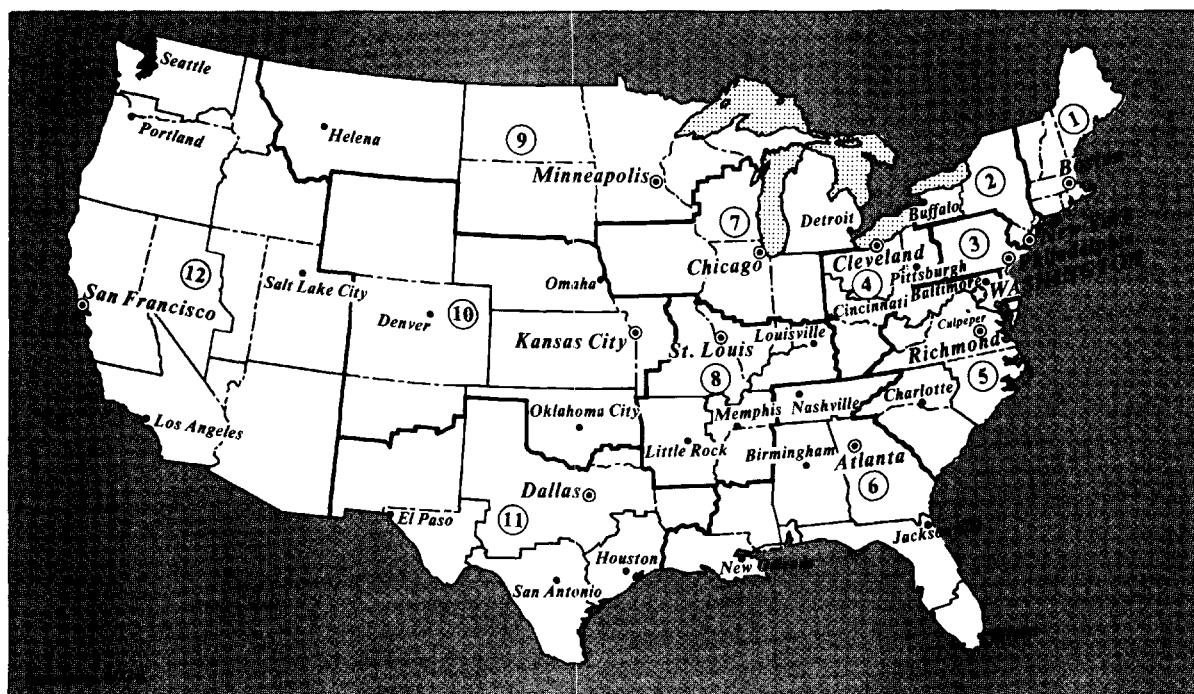 Seattle
Portland
Helena
9
Minneapolis
1
2
Buffalo
7
Detroit
3
Chicago
Cleveland
4
Pittsburgh
Cincinnati
Baltimore
WASHINGTON
12
Salt Lake City
Omaha
San Francisco
Denver
10
Kansas City
St. Louis
Louisville
Culpeper
Richmond
8
5
Los Angeles
Oklahoma City
Memphis
Nashville
Charlotte
Little Rock
Birmingham
Atlanta
6
Dallas
11
El Paso
Houston
San Antonio